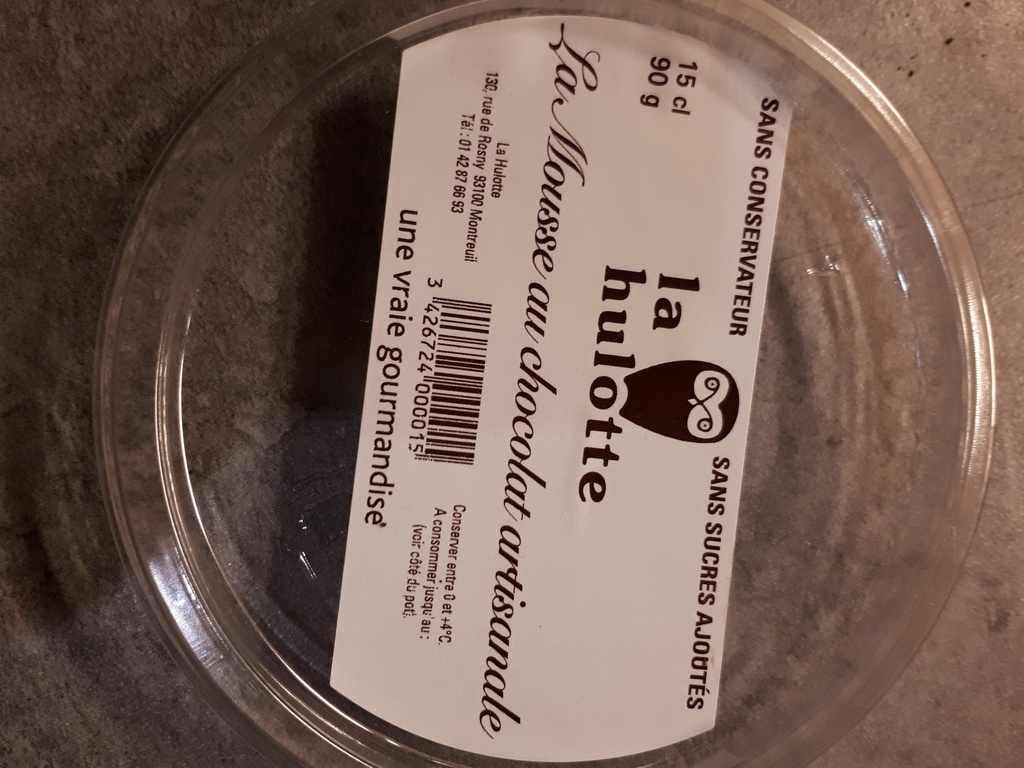 SANS CONSERVATEUR
SANS SUCRES AJOUTÉS
15 cl
90 g
la
hulotte
La Mousse au chocolat artisanale
La Hulotte
130, rue de Rosny 93100 Montreuil
Tél : 01 42 87 66 93
3 426724 000015
Conserver entre 0 et +4°C.
A consommer jusqu'au :
(voir côté du pot).
une vraie gourmandise